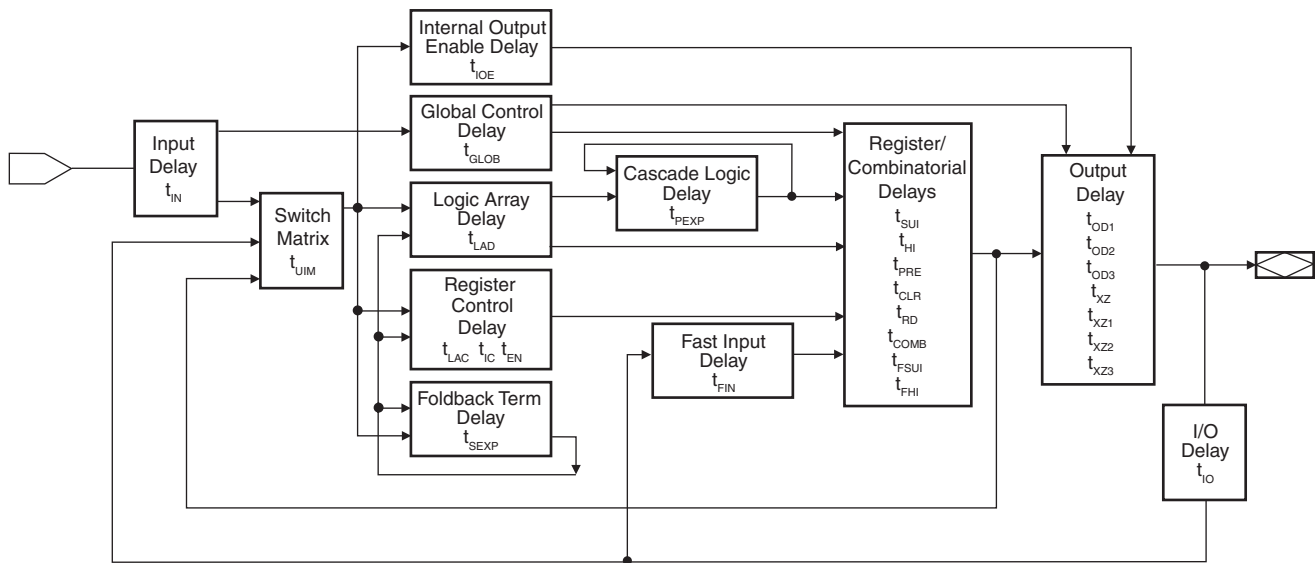 Internal Output
Enable Delay
tIOE
Global Control
Delay
tGLOB
Input
Delay
tIN
Switch
Matrix
tUIM
Logic Array
Delay
tLAD
Cascade Logic
Delay
tPEXP
Register
Control
Delay
tLAC tIC tEN
Fast Input
Delay
tFIN
Foldback Term
Delay
tSEXP
Register/
Combinatorial
Delays
tSUI
tHI
tPRE
tCLR
tRD
tCOMB
tFSUI
tFHI
Output
Delay
tOD1
tOD2
tOD3
tXZ
tXZ1
tXZ2
tXZ3
I/O
Delay
tIO